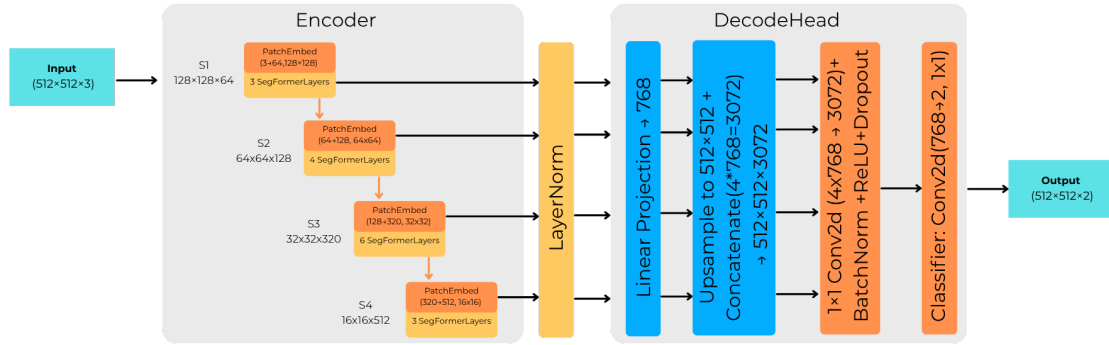 Encoder
DecodeHead
Input
(512×512×3)
S1
128×128×64
PatchEmbed
(3→64,128×128)
3 SegFormerLayers
S2
64x64x128
PatchEmbed
(64→128, 64x64)
4 SegFormerLayers
S3
32x32x320
PatchEmbed
(128→320, 32x32)
6 SegFormerLayers
S4
16x16x512
PatchEmbed
(320→512, 16x16)
3 SegFormerLayers
LayerNorm
Linear Projection → 768
Upsample to 512×512 +
Concatenate(4*768=3072)
→ 512×512×3072
1×1 Conv2d (4x768 → 3072)+
BatchNorm +ReLU+Dropout
Classifier: Conv2d(768→2, 1x1)
Output
(512×512×2)